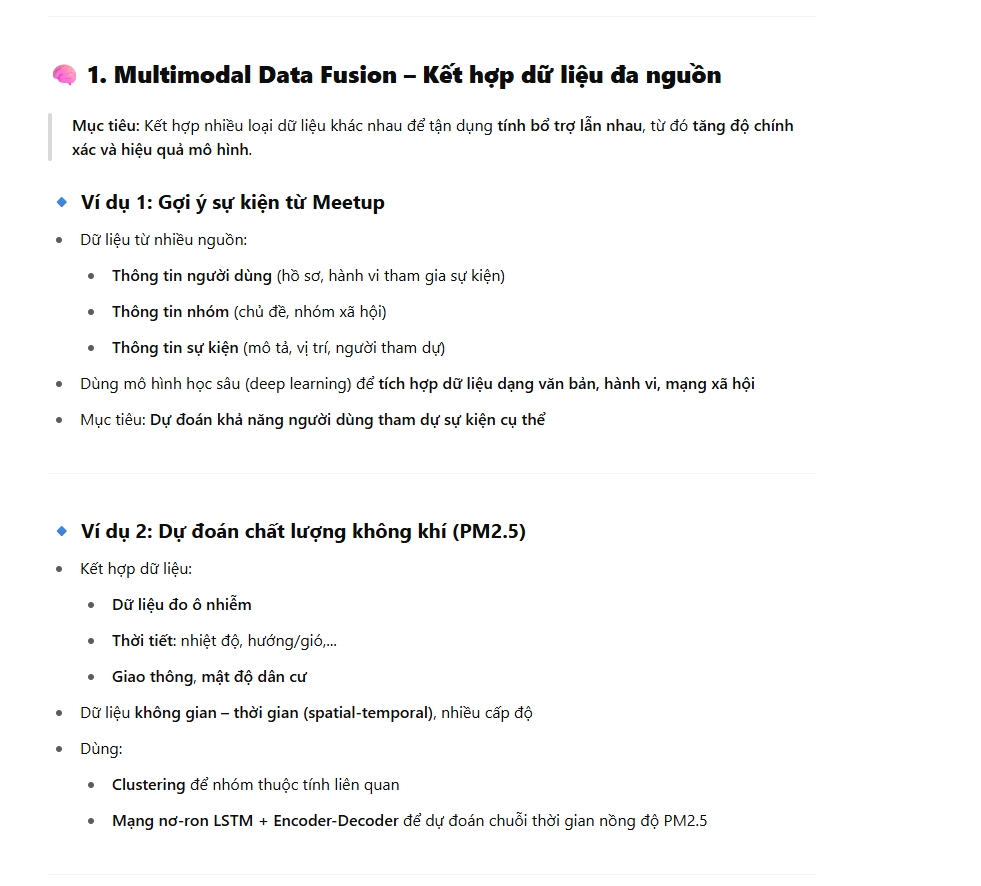 🧠 1. Multimodal Data Fusion – Kết hợp dữ liệu đa nguồn
Mục tiêu: Kết hợp nhiều loại dữ liệu khác nhau để tận dụng tính bổ trợ lẫn nhau, từ đó tăng độ chính
xác và hiệu quả mô hình.
🔹 Ví dụ 1: Gợi ý sự kiện từ Meetup
• Dữ liệu từ nhiều nguồn:
• Thông tin người dùng (hồ sơ, hành vi tham gia sự kiện)
• Thông tin nhóm (chủ đề, nhóm xã hội)
• Thông tin sự kiện (mô tả, vị trí, người tham dự)
• Dùng mô hình học sâu (deep learning) để tích hợp dữ liệu dạng văn bản, hành vi, mạng xã hội
• Mục tiêu: Dự đoán khả năng người dùng tham dự sự kiện cụ thể
🔹 Ví dụ 2: Dự đoán chất lượng không khí (PM2.5)
• Kết hợp dữ liệu:
• Dữ liệu đo ô nhiễm
• Thời tiết: nhiệt độ, hướng/gió,...
• Giao thông, mật độ dân cư
• Dữ liệu không gian – thời gian (spatial-temporal), nhiều cấp độ
• Dùng:
• Clustering để nhóm thuộc tính liên quan
• Mạng nơ-ron LSTM + Encoder-Decoder để dự đoán chuỗi thời gian nồng độ PM2.5